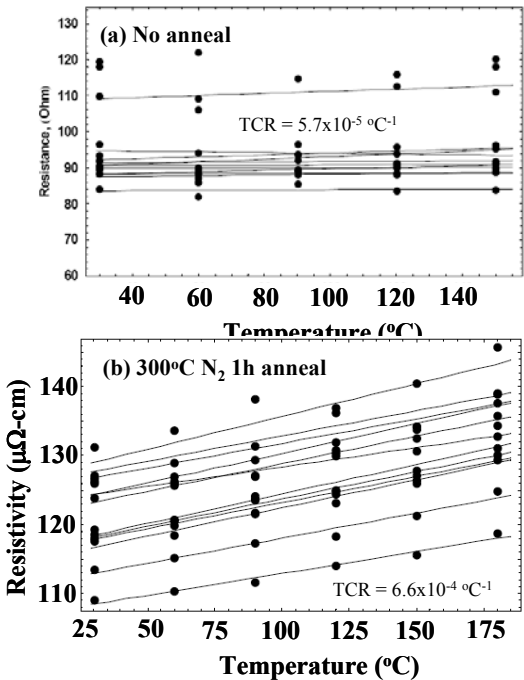 130
(a) No anneal
120
110
TCR = 5.7x10-5 oC-1
100
90
80
70
60
Resistance, (Ohm)
40 60 80 100 120 140
Temperature (oC)
(b) 300oC N2 1h anneal
140
130
120
110
Resistivity (μΩ-cm)
TCR = 6.6x10-4 oC-1
25 50 75 100 125 150 175
Temperature (oC)